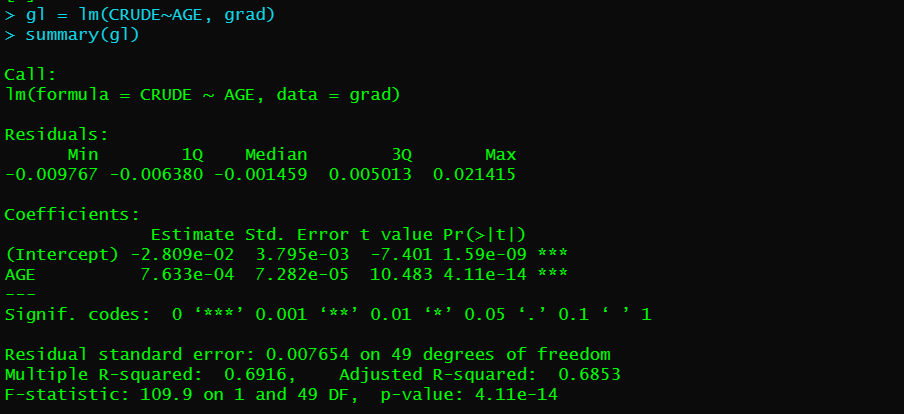 > gl = lm(CRUDE~AGE, grad)
> summary(gl)
Call:
lm(formula = CRUDE ~ AGE, data = grad)
Residuals:
      Min        1Q    Median        3Q       Max
-0.009767 -0.006380 -0.001459  0.005013  0.021415
Coefficients:
              Estimate Std. Error t value Pr(>|t|)
(Intercept) -2.809e-02  3.795e-03  -7.401 1.59e-09 ***
AGE          7.633e-04  7.282e-05  10.483 4.11e-14 ***
---
Signif. codes:  0 ‘***’ 0.001 ‘**’ 0.01 ‘*’ 0.05 ‘.’ 0.1 ‘ ’ 1
Residual standard error: 0.007654 on 49 degrees of freedom
Multiple R-squared:  0.6916,    Adjusted R-squared:  0.6853
F-statistic: 109.9 on 1 and 49 DF,  p-value: 4.11e-14